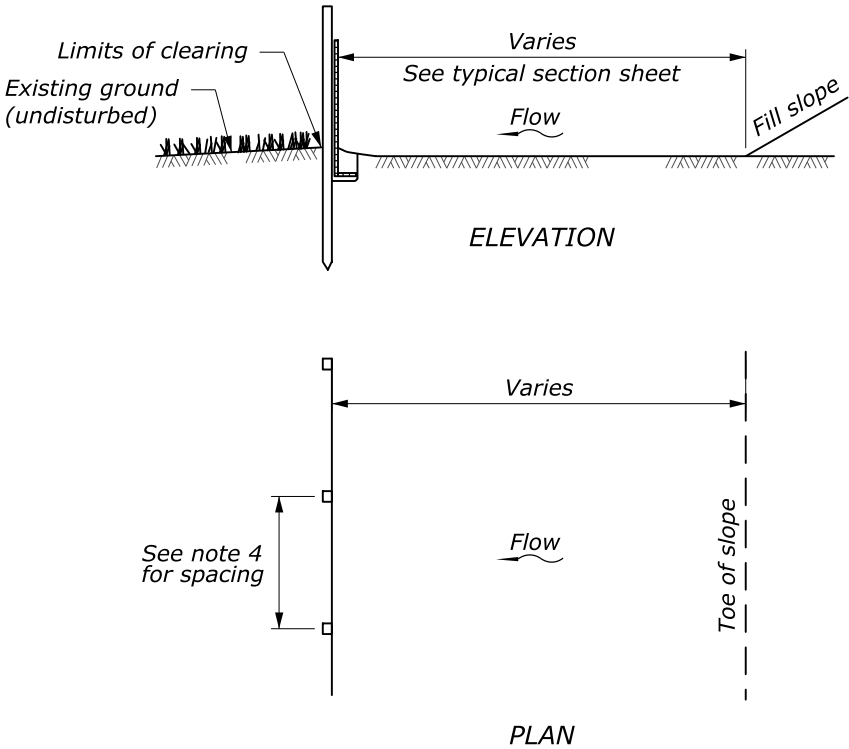 Limits of clearing
Existing ground
(undisturbed)
Varies
See typical section sheet
Flow
Fill slope
ELEVATION
Varies
See note 4
for spacing
Flow
Toe of slope
PLAN